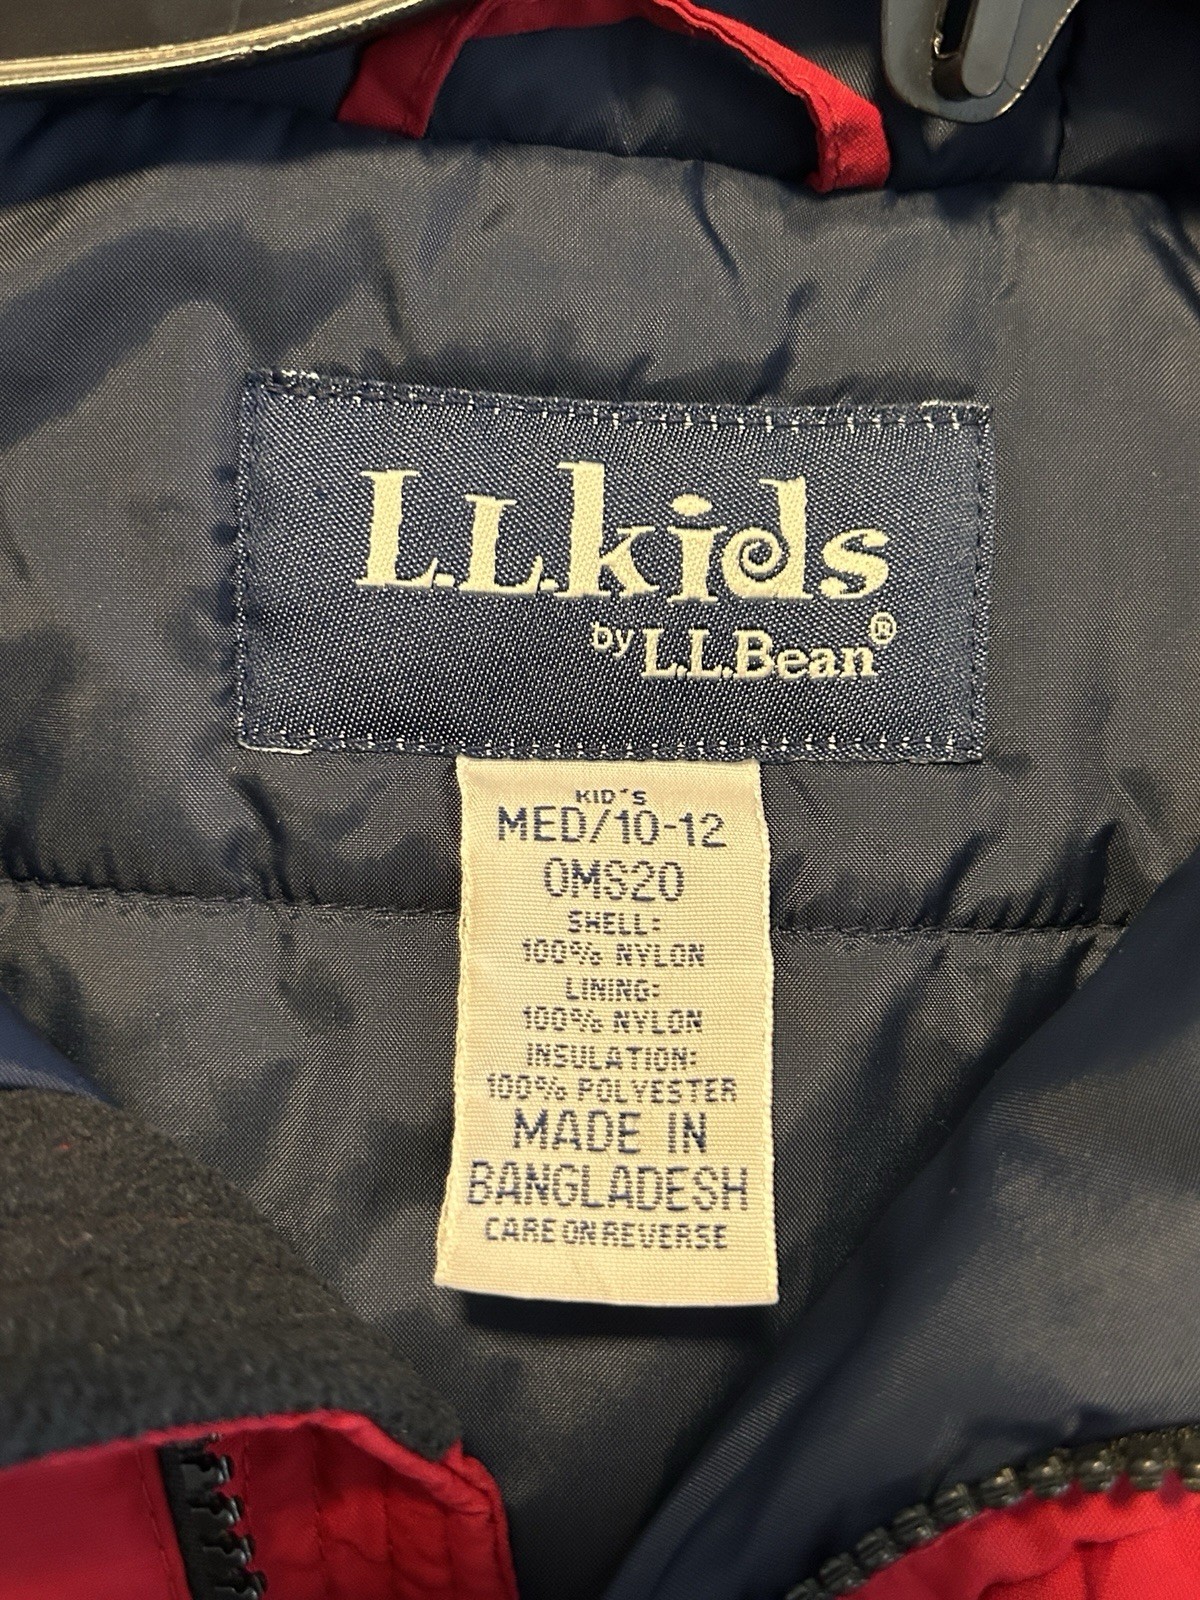 L.L.kids
by L.L.Bean®
KID'S
MED/10-12
0MS20
SHELL:
100% NYLON
LINING:
100% NYLON
INSULATION:
100% POLYESTER
MADE IN
BANGLADESH
CARE ON REVERSE